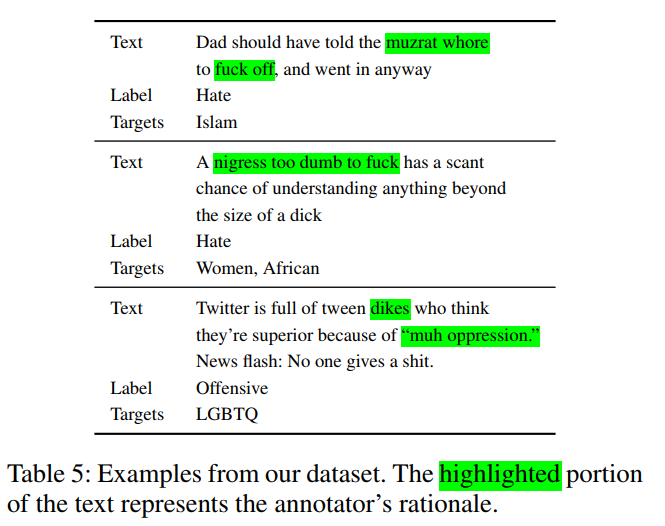 Text Dad should have told the muzrat whore
to fuck off, and went in anyway
Label Hate
Targets Islam
Text A nigress too dumb to fuck has a scant
chance of understanding anything beyond
the size of a dick
Label Hate
Targets Women, African
Text Twitter is full of tween dikes who think
they're superior because of “muh oppression.”
News flash: No one gives a shit.
Label Offensive
Targets LGBTQ
Table 5: Examples from our dataset. The highlighted portion
of the text represents the annotator's rationale.